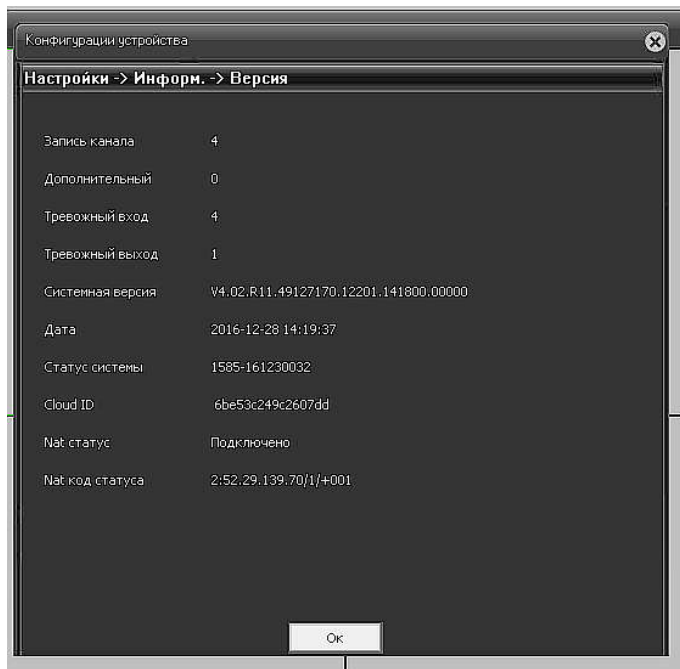 Конфигурации устройства
Настройки -> Информ. -> Версия
Запись канала 4
Дополнительный 0
Тревожный вход 4
Тревожный выход 1
Системная версия V4.02.R11.49127170.12201.141800.00000
Дата 2016-12-28 14:19:37
Статус системы 1585-161230032
Cloud ID 6be53c249c2607dd
Nat статус Подключено
Nat код статуса 2:52.29.139.70/1/+001
Ок